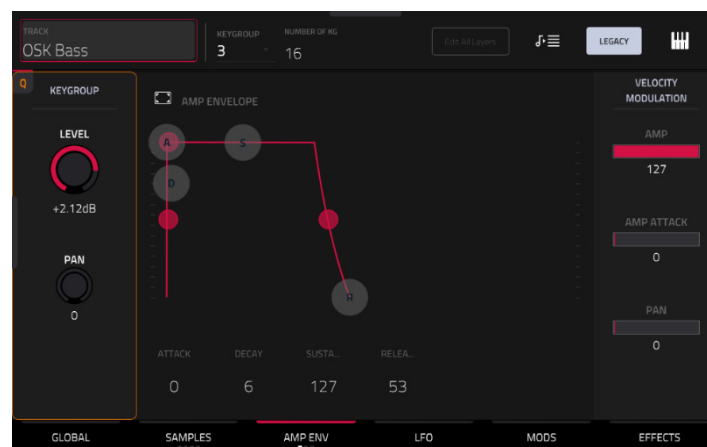 TRACK
OSK Bass
KEYGROUP
3
NUMBER OF KG
16
Edit All Layers
LEGACY
Q
KEYGROUP
LEVEL
+2.12dB
PAN
0
AMP ENVELOPE
A
S
D
R
ATTACK
DECAY
SUSTA...
RELEA...
0
6
127
53
VELOCITY
MODULATION
AMP
127
AMP ATTACK
0
PAN
0
GLOBAL
SAMPLES
AMP ENV
LFO
MODS
EFFECTS